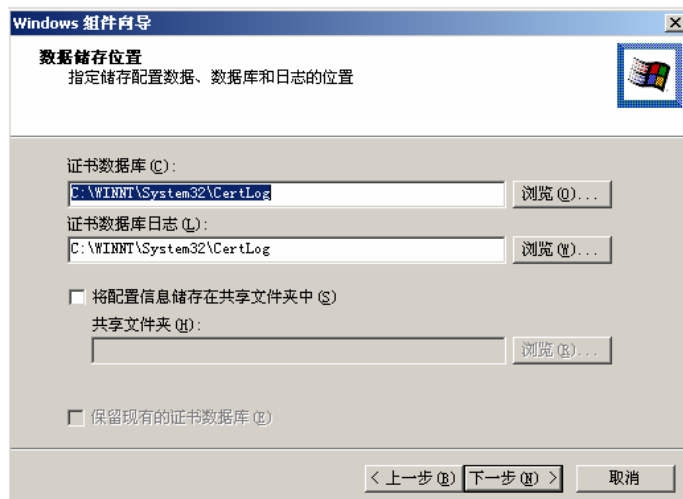 Windows 组件向导
数据储存位置
指定储存配置数据、数据库和日志的位置
证书数据库(C):
C:\WINNT\System32\CertLog
浏览(O)...
证书数据库日志(L):
C:\WINNT\System32\CertLog
浏览(W)...
将配置信息储存在共享文件夹中(S)
共享文件夹(H):
浏览(R)...
保留现有的证书数据库(E)
< 上一步(B) 下一步(N) > 取消